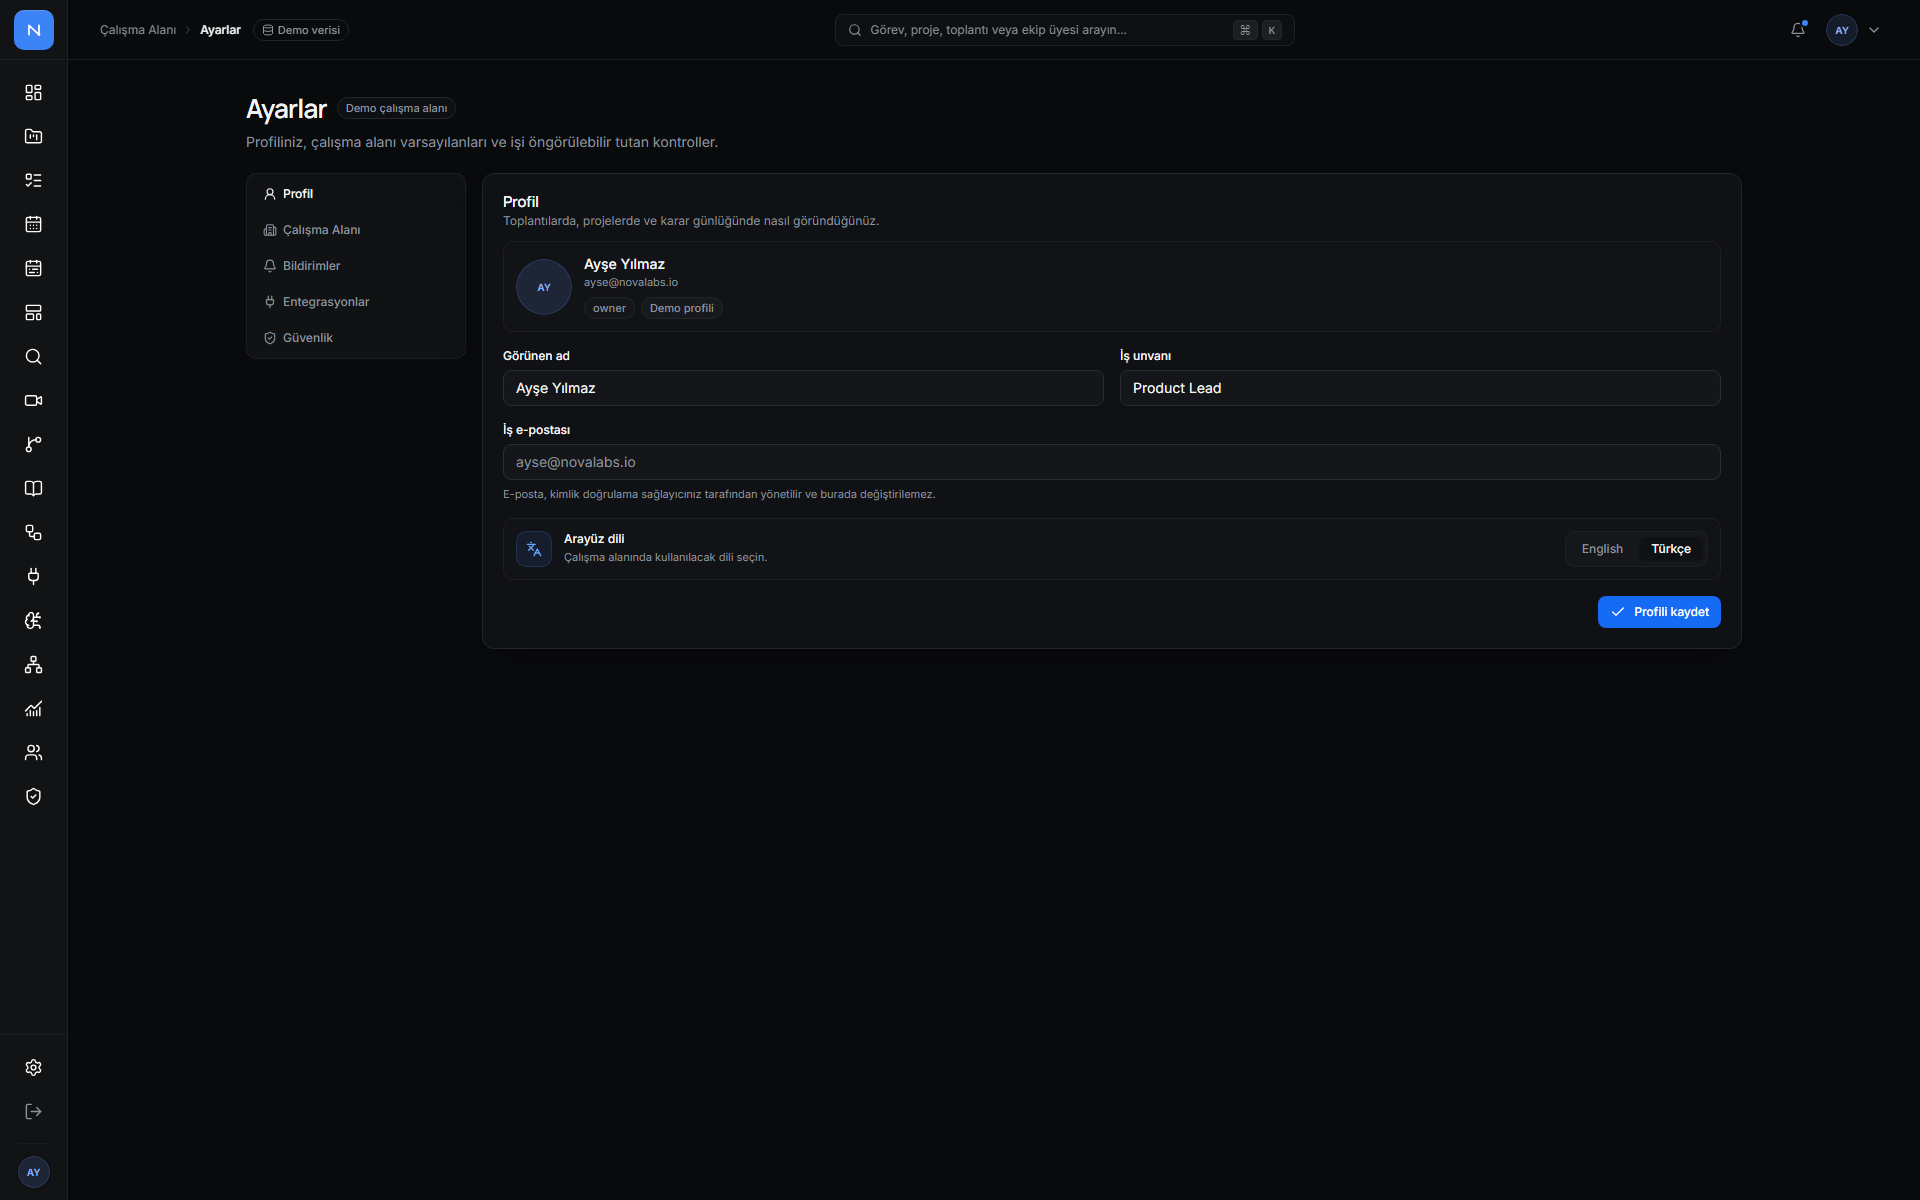 N
Çalışma Alanı
Ayarlar
Demo verisi
Görev, proje, toplantı veya ekip üyesi arayın...
⌘ K
AY
Ayarlar
Demo çalışma alanı
Profiliniz, çalışma alanı varsayılanları ve işi öngörülebilir tutan kontroller.
Profil
Çalışma Alanı
Bildirimler
Entegrasyonlar
Güvenlik
Profil
Toplantılarda, projelerde ve karar günlüğünde nasıl göründüğünüz.
AY
Ayşe Yılmaz
ayse@novalabs.io
owner
Demo profili
Görünen ad
Ayşe Yılmaz
İş unvanı
Product Lead
İş e-postası
ayse@novalabs.io
E-posta, kimlik doğrulama sağlayıcınız tarafından yönetilir ve burada değiştirilemez.
Arayüz dili
Çalışma alanında kullanılacak dili seçin.
English
Türkçe
Profili kaydet
AY